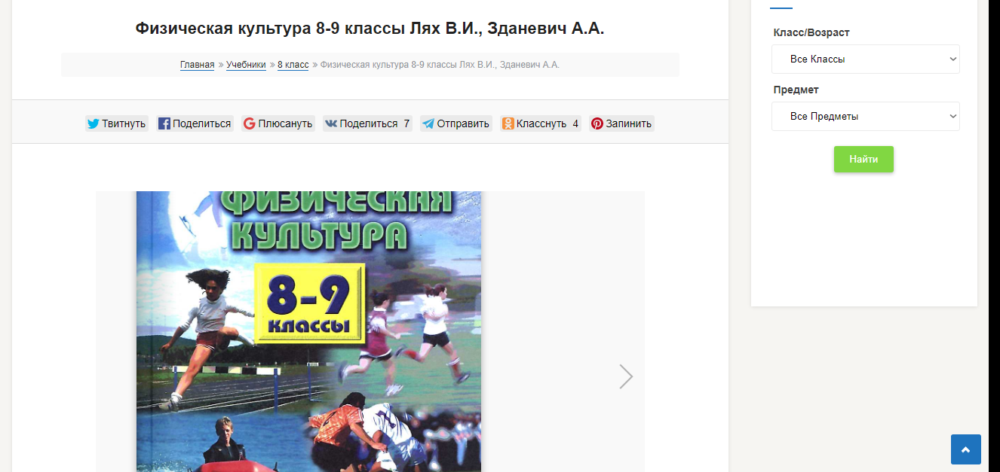 Физическая культура 8-9 классы Лях В.И., Зданевич А.А.
Главная » Учебники » 8 класс » Физическая культура 8-9 классы Лях В.И., Зданевич А.А.
Твитнуть Поделиться Плюсануть Поделиться 7 Отправить Класснуть 4 Запинить
ФИЗИЧЕСКАЯ
КУЛЬТУРА
8-9
классы
Класс/Возраст
Все Классы
Предмет
Все Предметы
Найти